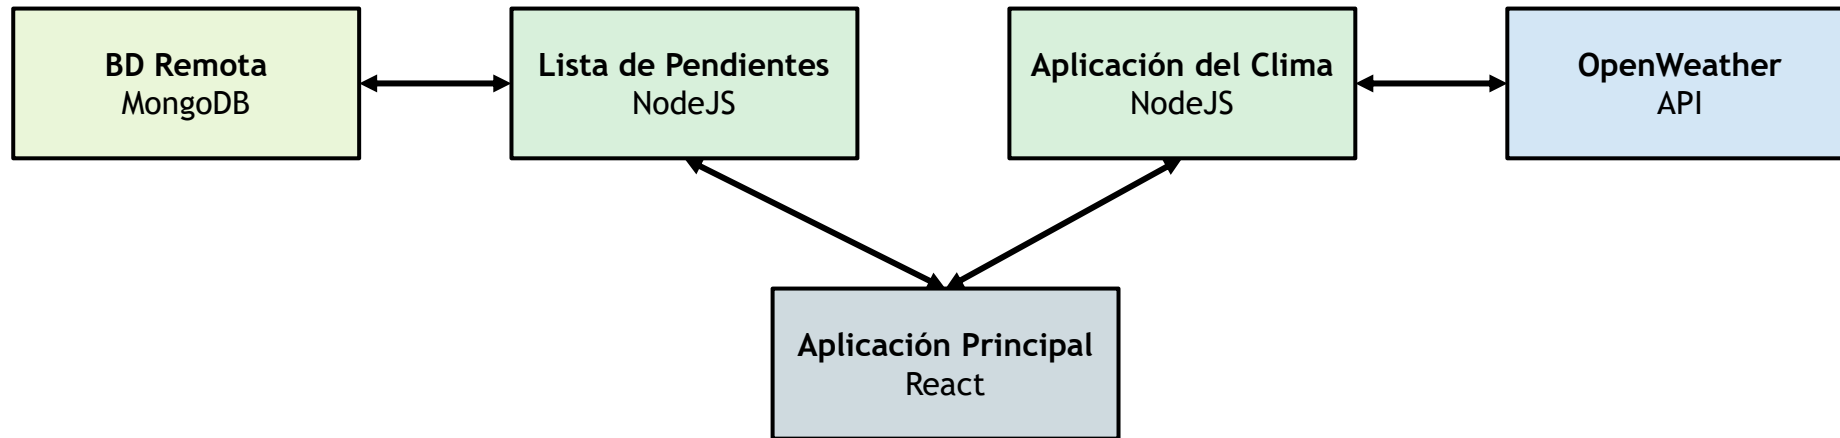 BD Remota
MongoDB
Lista de Pendientes
NodeJS
Aplicación del Clima
NodeJS
OpenWeather
API
Aplicación Principal
React